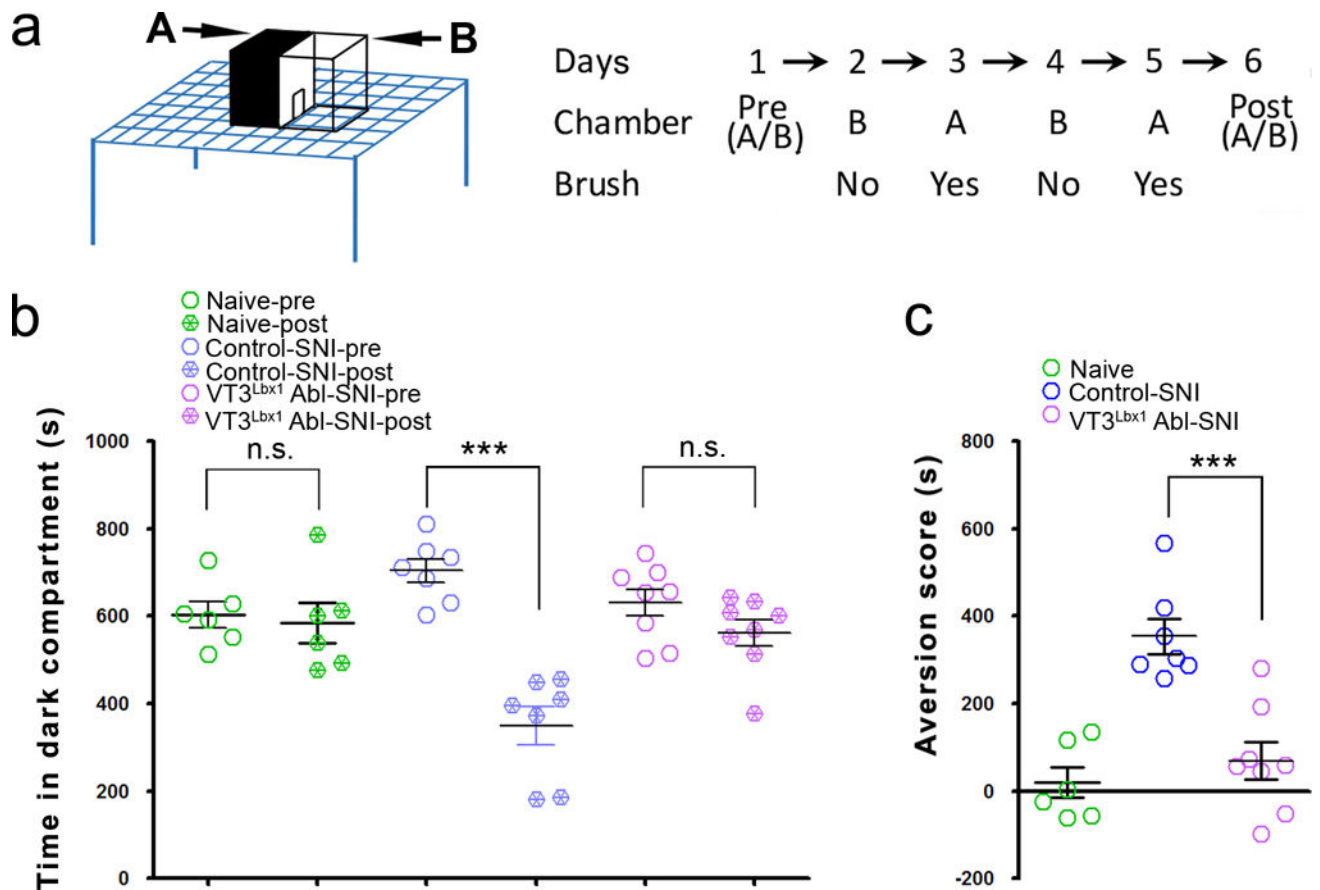 a
A
B
Days 1 → 2 → 3 → 4 → 5 → 6
Chamber Pre (A/B) B A B A Post (A/B)
Brush No Yes No Yes
b
Naive-pre
Naive-post
Control-SNI-pre
Control-SNI-post
VT3Lbx1 Abl-SNI-pre
VT3Lbx1 Abl-SNI-post
Time in dark compartment (s)
1000
800
600
400
200
0
n.s.
***
n.s.
c
Naive
Control-SNI
VT3Lbx1 Abl-SNI
Aversion score (s)
800
600
400
200
0
-200
***